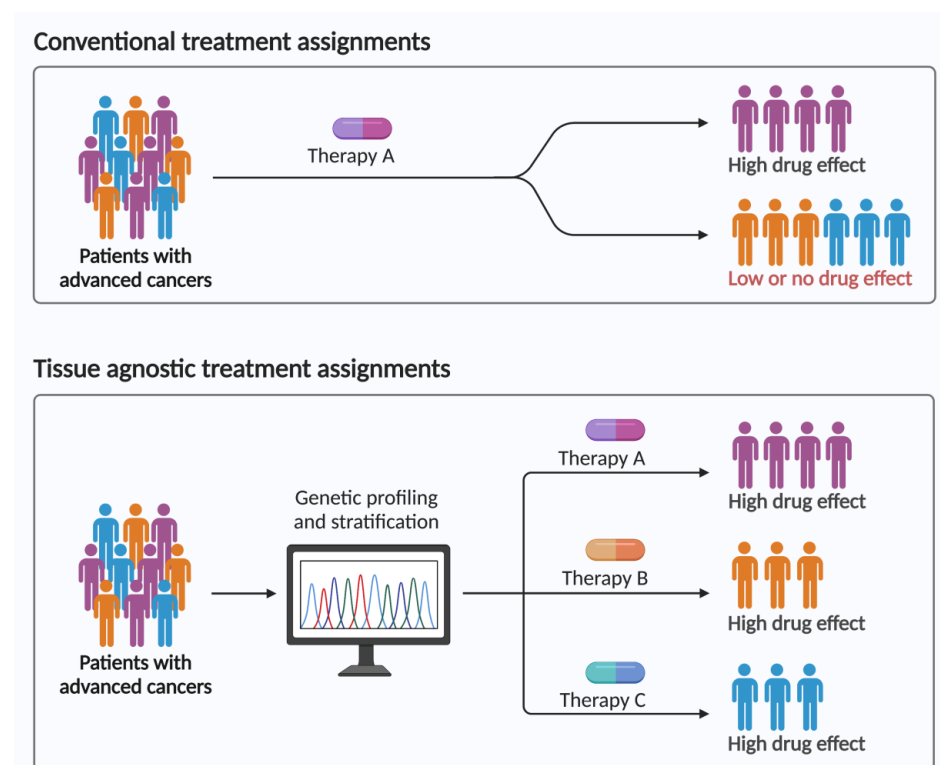 Conventional treatment assignments
Therapy A
High drug effect
Patients with
advanced cancers
Low or no drug effect
Tissue agnostic treatment assignments
Genetic profiling
and stratification
Patients with
advanced cancers
Therapy A
High drug effect
Therapy B
High drug effect
Therapy C
High drug effect